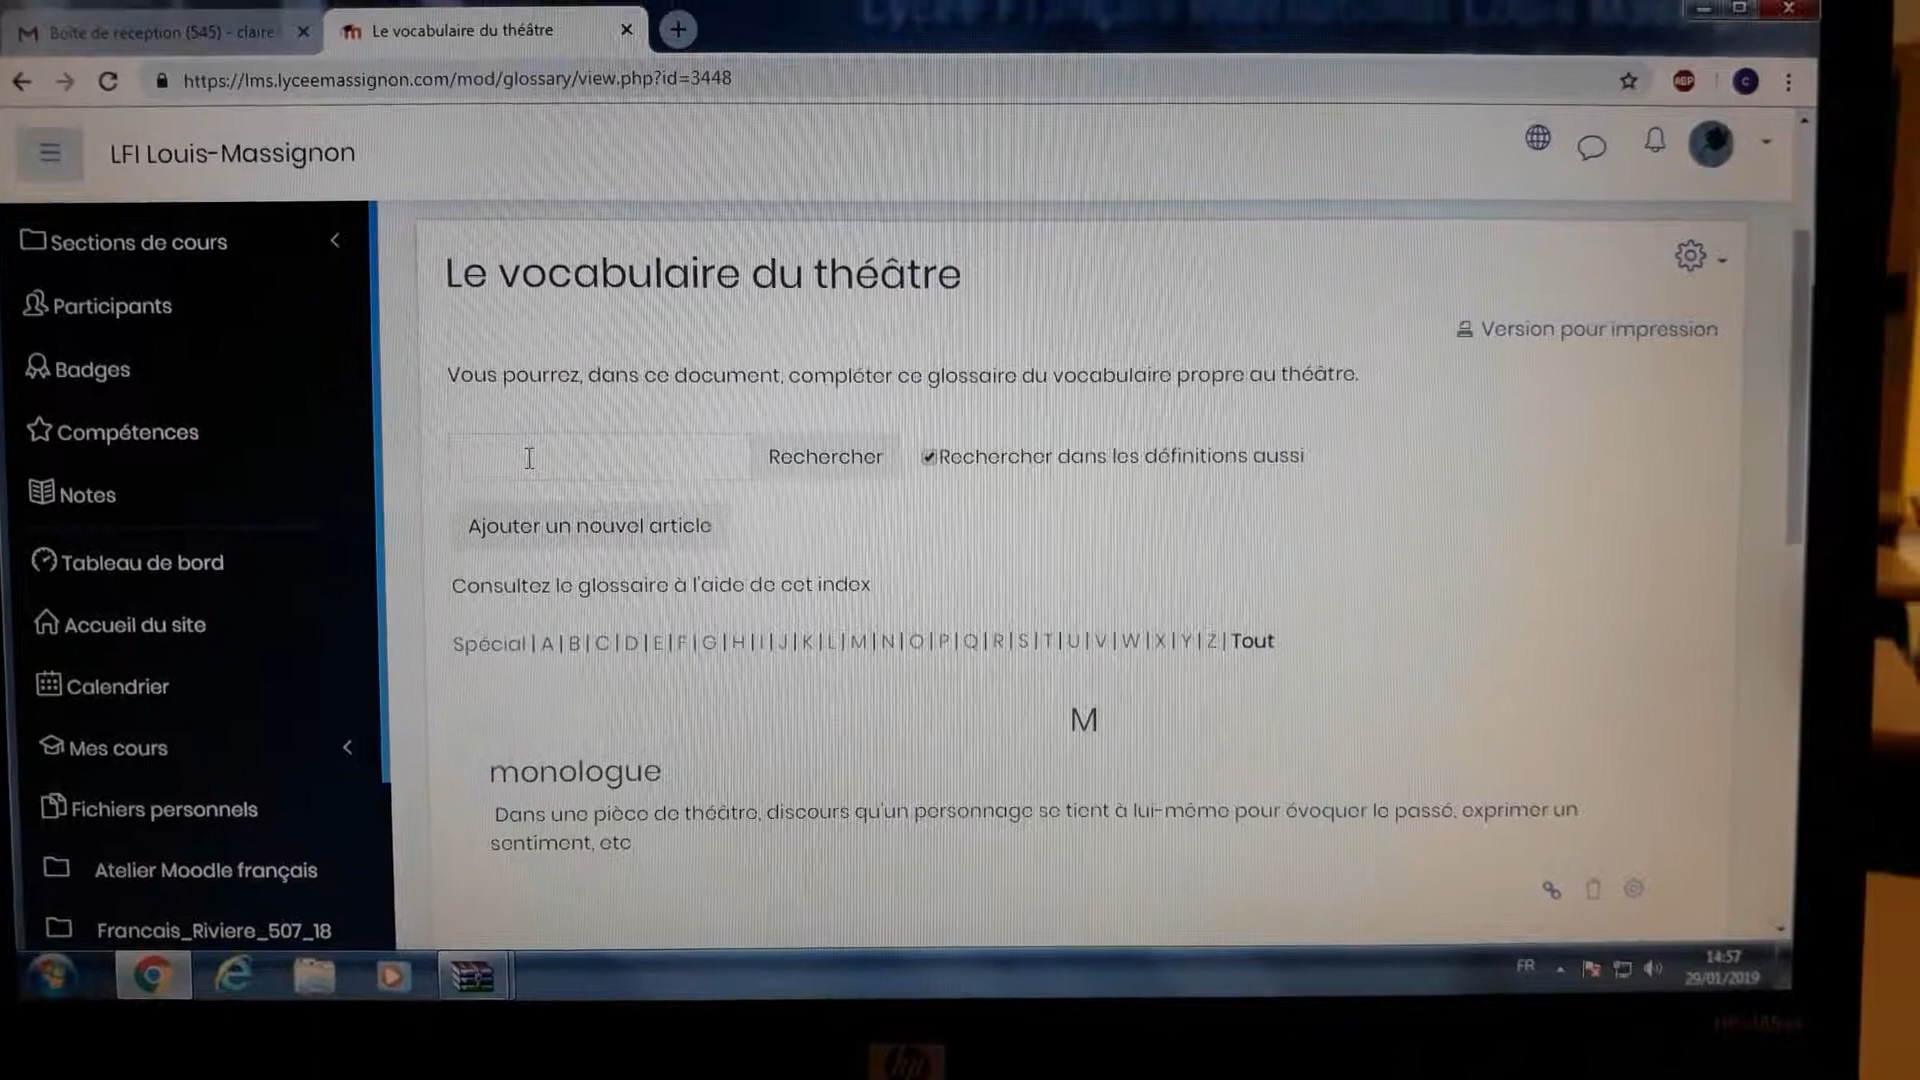 Boîte de réception (545) - claire
Le vocabulaire du théâtre
https://lms.lyceemassignon.com/mod/glossary/view.php?id=3448
ABP
C
LFI Louis-Massignon
Sections de cours
Participants
Badges
Compétences
Notes
Tableau de bord
Accueil du site
Calendrier
Mes cours
Fichiers personnels
Atelier Moodle français
Francais_Riviere_507_18
Le vocabulaire du théâtre
Version pour impression
Vous pourrez, dans ce document, compléter ce glossaire du vocabulaire propre au théâtre.
Rechercher
Rechercher dans les définitions aussi
Ajouter un nouvel article
Consultez le glossaire à l'aide de cet index
Spécial | A | B | C | D | E | F | G | H | I | J | K | L | M | N | O | P | Q | R | S | T | U | V | W | X | Y | Z | Tout
M
monologue
Dans une pièce de théâtre, discours qu'un personnage se tient à lui-même pour évoquer le passé, exprimer un
sentiment, etc
FR
14:57
29/01/2019
hp